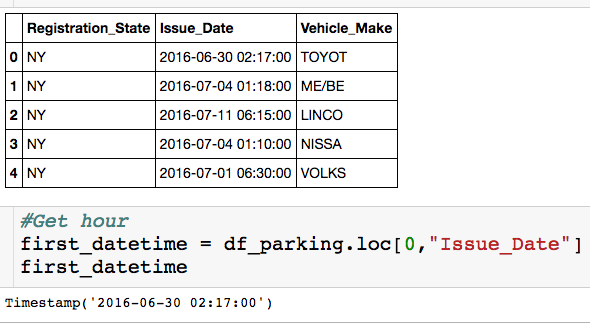 Registration_State Issue_Date Vehicle_Make
0 NY 2016-06-30 02:17:00 TOYOT
1 NY 2016-07-04 01:18:00 ME/BE
2 NY 2016-07-11 06:15:00 LINCO
3 NY 2016-07-04 01:10:00 NISSA
4 NY 2016-07-01 06:30:00 VOLKS
#Get hour
first_datetime = df_parking.loc[0,"Issue_Date"]
first_datetime
Timestamp('2016-06-30 02:17:00')